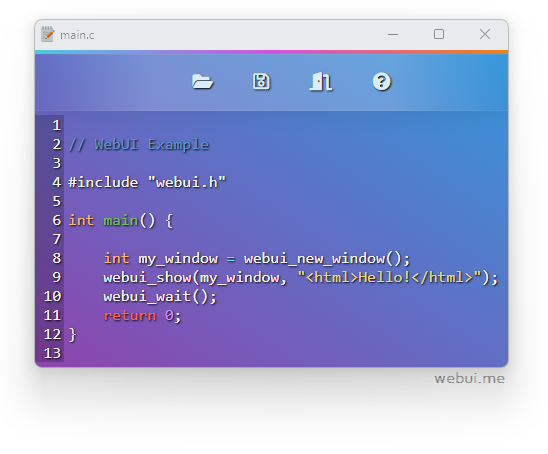 main.c
1
2 // WebUI Example
3
4 #include "webui.h"
5
6 int main() {
7
8     int my_window = webui_new_window();
9     webui_show(my_window, "<html>Hello!</html>");
10     webui_wait();
11     return 0;
12 }
13
webui.me